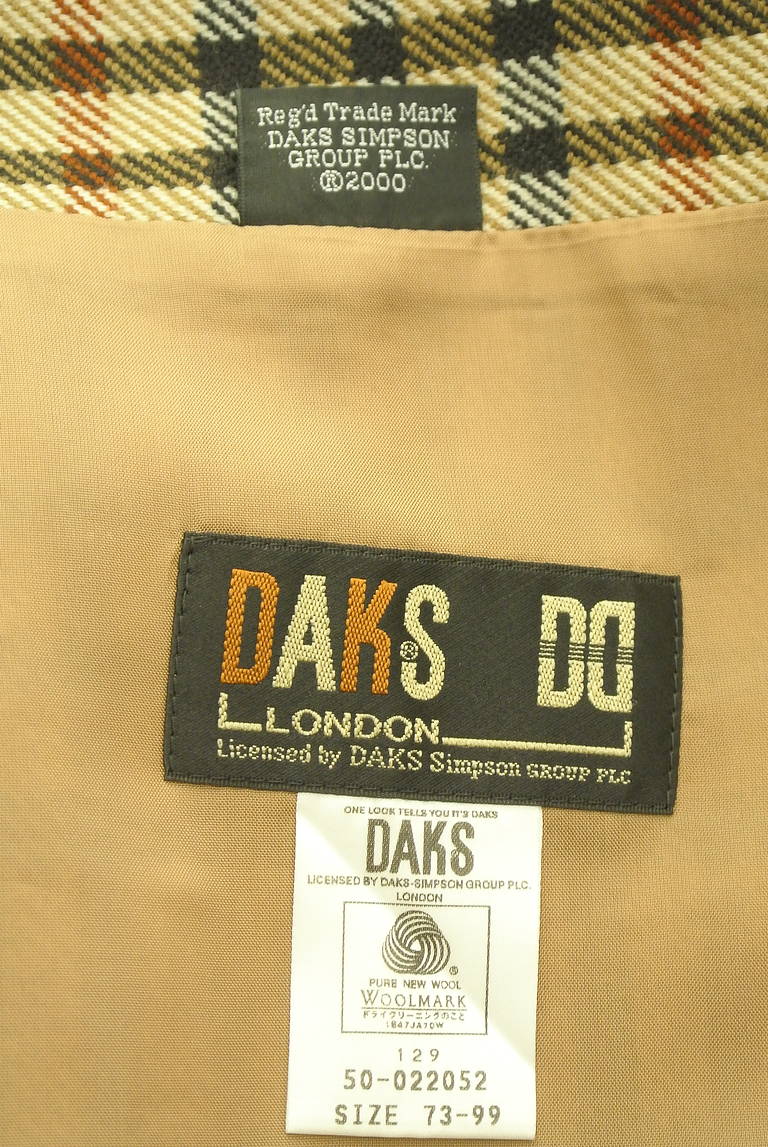 Reg'd Trade Mark
DAKS SIMPSON
GROUP PLC.
®2000
DAKS®
LONDON
Licensed by DAKS Simpson GROUP PLC
ONE LOOK TELLS YOU IT'S DAKS
DAKS
LICENSED BY DAKS-SIMPSON GROUP PLC.
LONDON
®
PURE NEW WOOL
WOOLMARK
ドライクリーニングのこと
1847JA70W
129
50-022052
SIZE 73-99